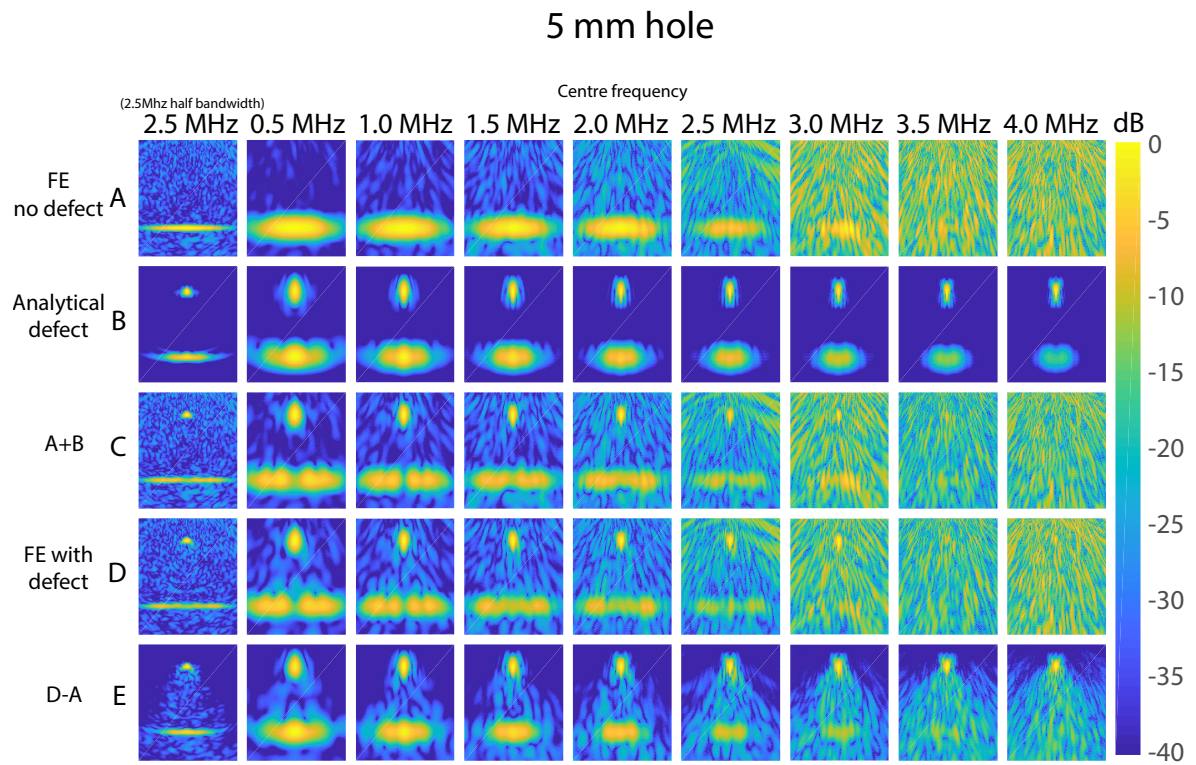 5 mm hole
Centre frequency
(2.5Mhz half bandwidth)
2.5 MHz 0.5 MHz 1.0 MHz 1.5 MHz 2.0 MHz 2.5 MHz 3.0 MHz 3.5 MHz 4.0 MHz dB
FE
no defect A
Analytical
defect B
A+B C
FE with
defect D
D-A E
0
-5
-10
-15
-20
-25
-30
-35
-40